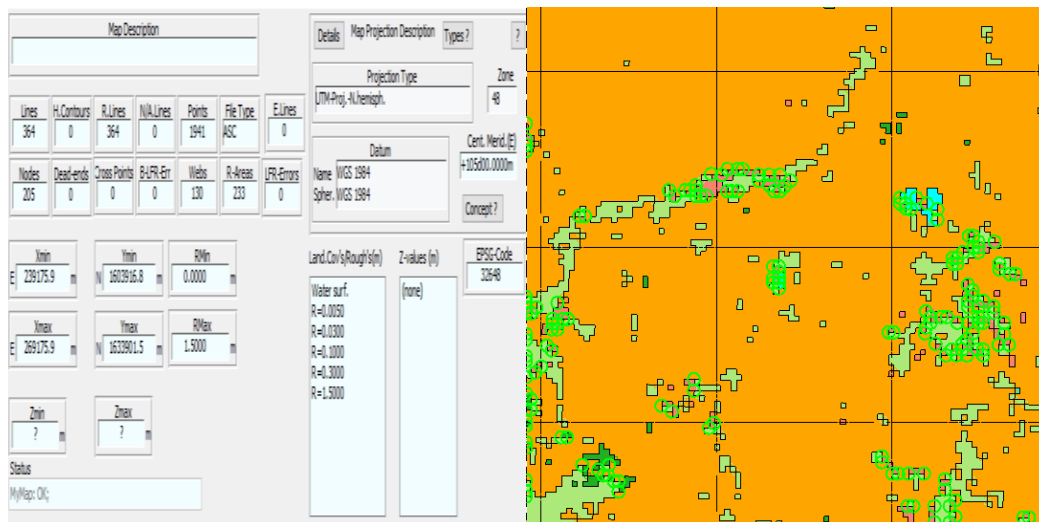 Map Description
Lines H.Contours R.Lines N/A.Lines Points File Type E.Lines
364 0 364 0 1941 ASC 0
Nodes Dead-ends Cross Points B-LFR-Err Webs R-Areas LFR-Errors
205 0 0 0 130 233 0
Xmin Ymin RMin
E 239175.9 m N 1603916.8 m 0.0000 m
Xmax Ymax RMax
E 269175.9 m N 1633901.5 m 1.5000 m
Zmin Zmax
? m ? m
Status
MyMap: OK;
Details Map Projection Description Types ? ?
Projection Type Zone
UTM-Proj.-N.hemisph. 48
Datum Cent. Merid.(E)
Name WGS 1984 +105d00.0000m
Spher. WGS 1984
Concept ?
Land.Cov's/Rough's(m) Z-values (m) EPSG-Code
Water surf. (none) 32648
R=0.0050
R=0.0300
R=0.1000
R=0.3000
R=1.5000